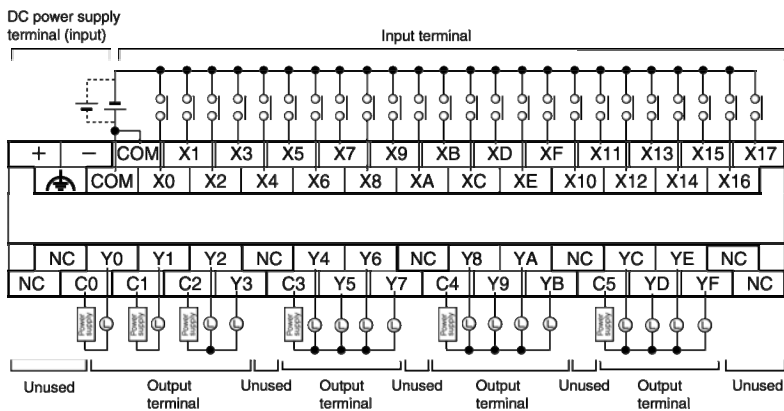 DC power supply
terminal (input)
Input terminal
+ − COM X1 X3 X5 X7 X9 XB XD XF X11 X13 X15 X17
COM X0 X2 X4 X6 X8 XA XC XE X10 X12 X14 X16
NC Y0 Y1 Y2 NC Y4 Y6 NC Y8 YA NC YC YE NC
NC C0 C1 C2 Y3 C3 Y5 Y7 C4 Y9 YB C5 YD YF NC
Power supply L Power supply L Power supply L L Power supply L L L L Power supply L L L L Power supply L L L L
Unused Output terminal Unused Output terminal Unused Output terminal Unused Output terminal Unused